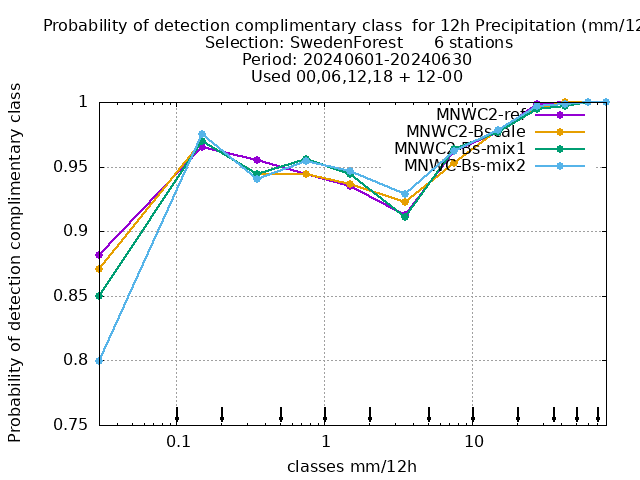 Probability of detection complimentary class  for 12h Precipitation (mm/12
Selection: SwedenForest      6 stations
Period: 20240601-20240630
Used 00,06,12,18 + 12-00
Probability of detection complimentary class
1
0.95
0.9
0.85
0.8
0.75
MNWC2-ref
MNWC2-Bscale
MNWC2-Bs-mix1
MNWC-Bs-mix2
0.1
1
10
classes mm/12h